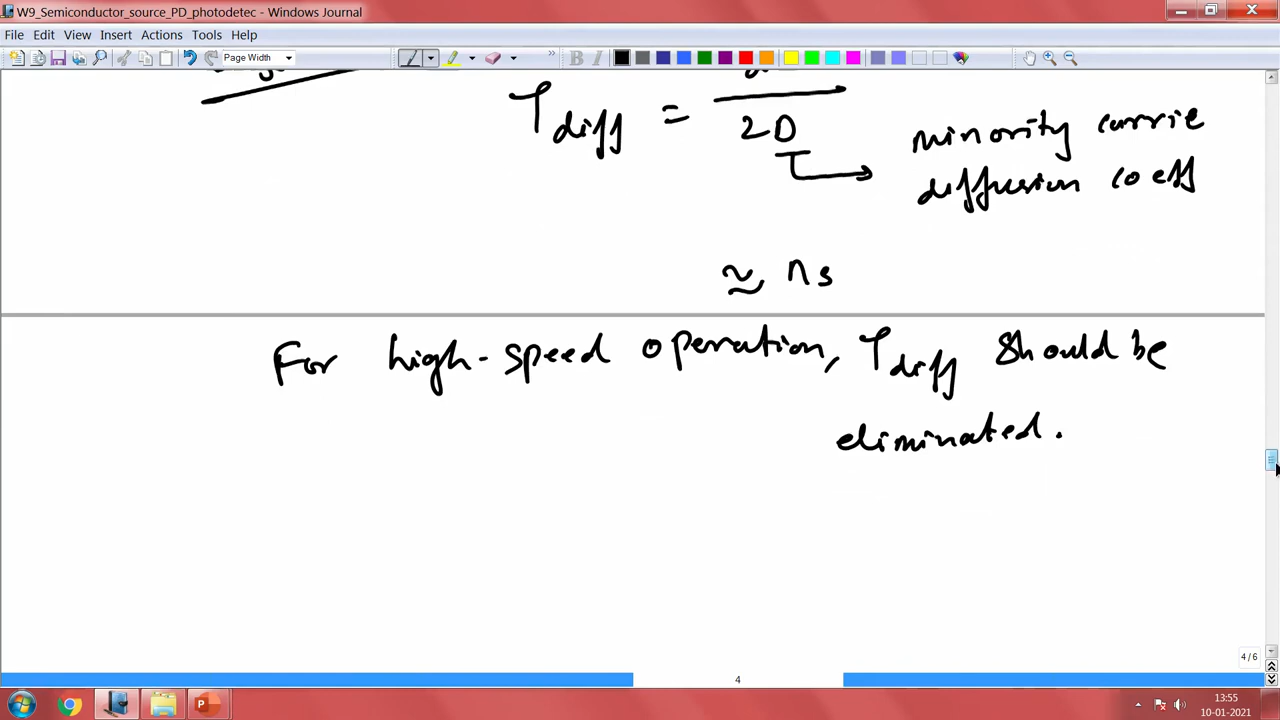 W9_Semiconductor_source_PD_photodetec - Windows Journal
File Edit View Insert Actions Tools Help
Page Width
B I
τdiff = 
2D
minority carrie
diffusion coeff
≈ ns
For high-speed operation, τdiff should be
eliminated.
4/6
4
13:55
10-01-2021